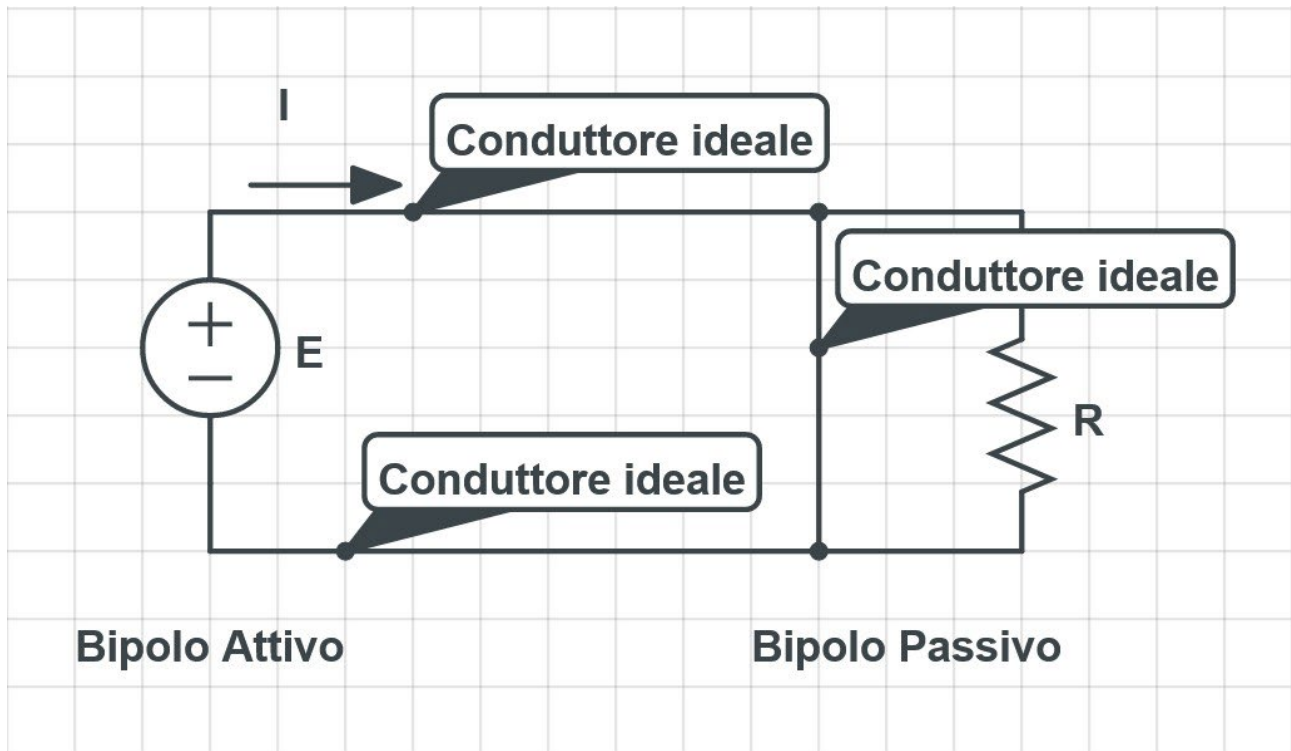 I
Conduttore ideale
Conduttore ideale
E
R
Conduttore ideale
Bipolo Attivo
Bipolo Passivo